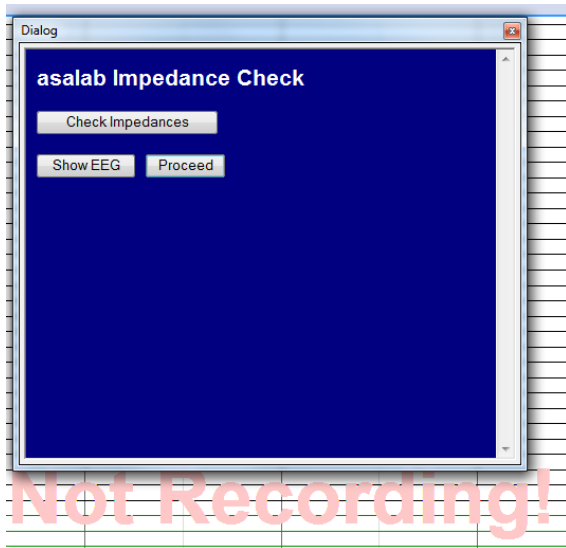 Dialog
asalab Impedance Check
Check Impedances
Show EEG Proceed
Not Recording!